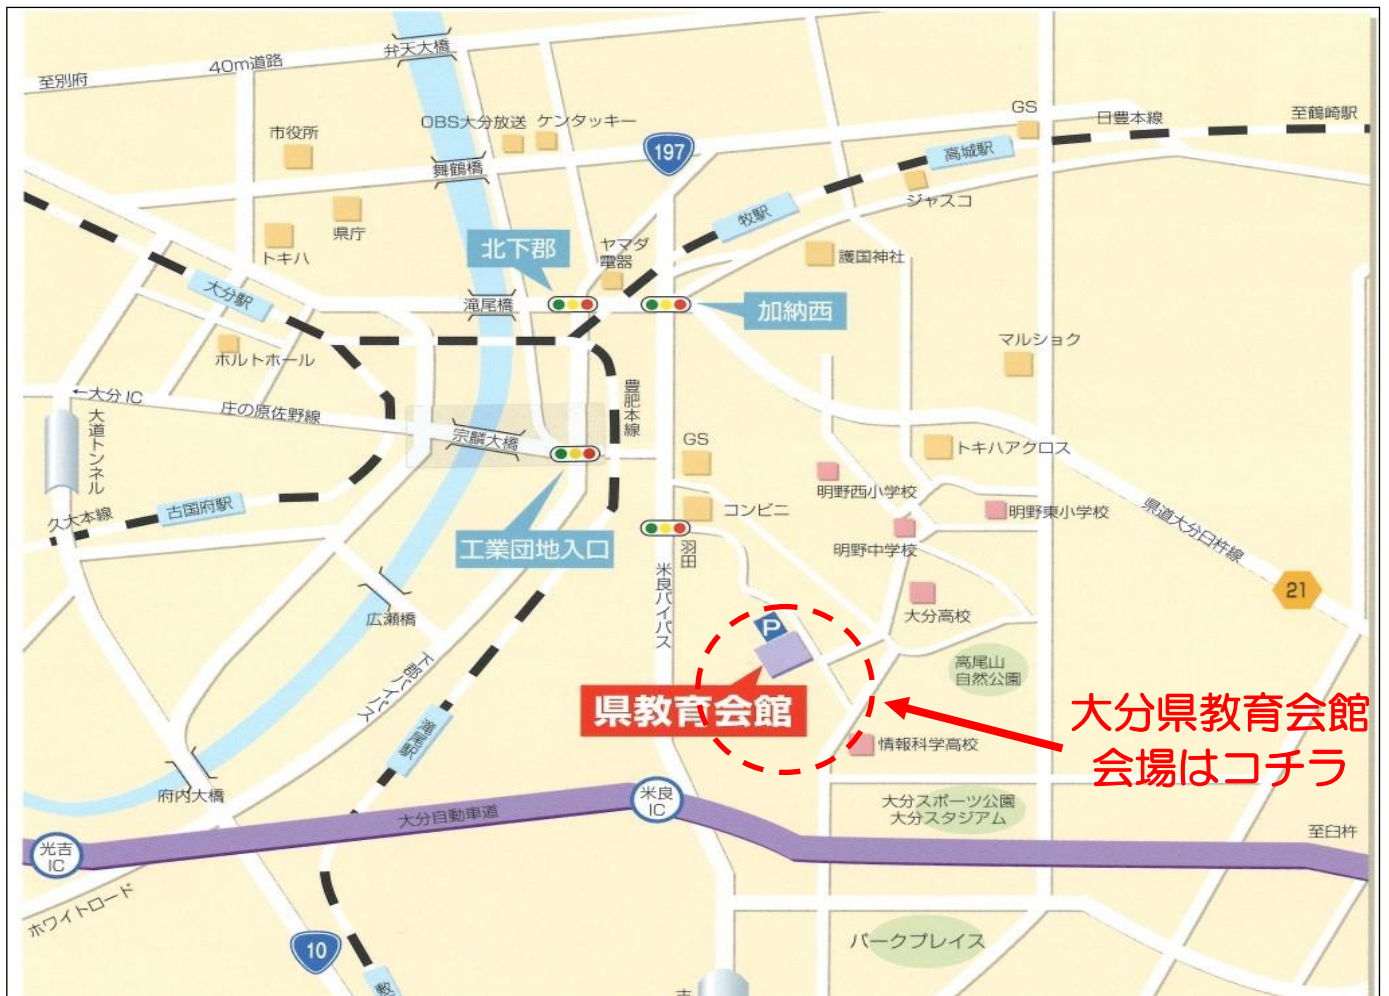 弁天大橋
40m道路
至別府
GS
日豊本線
至鶴崎駅
OBS大分放送
ケンタッキー
市役所
197
高城駅
舞鶴橋
ジャスコ
牧駅
県庁
トキハ
北下郡
ヤマダ
電器
護国神社
大分駅
滝尾橋
加納西
ホルトホール
マルショク
←大分IC
庄の原佐野線
豊肥本線
大道トンネル
宗麟大橋
GS
トキハアクロス
明野西小学校
古国府駅
久大本線
コンビニ
明野東小学校
県道大分臼杵線
工業団地入口
羽田
明野中学校
米良バイパス
21
広瀬橋
大分高校
P
下郡バイパス
高尾山
自然公園
県教育会館
大分県教育会館
会場はコチラ
滝尾駅
情報科学高校
府内大橋
米良
IC
大分スポーツ公園
大分スタジアム
大分自動車道
至臼杵
光吉
IC
ホワイトロード
10
パークプレイス
敷